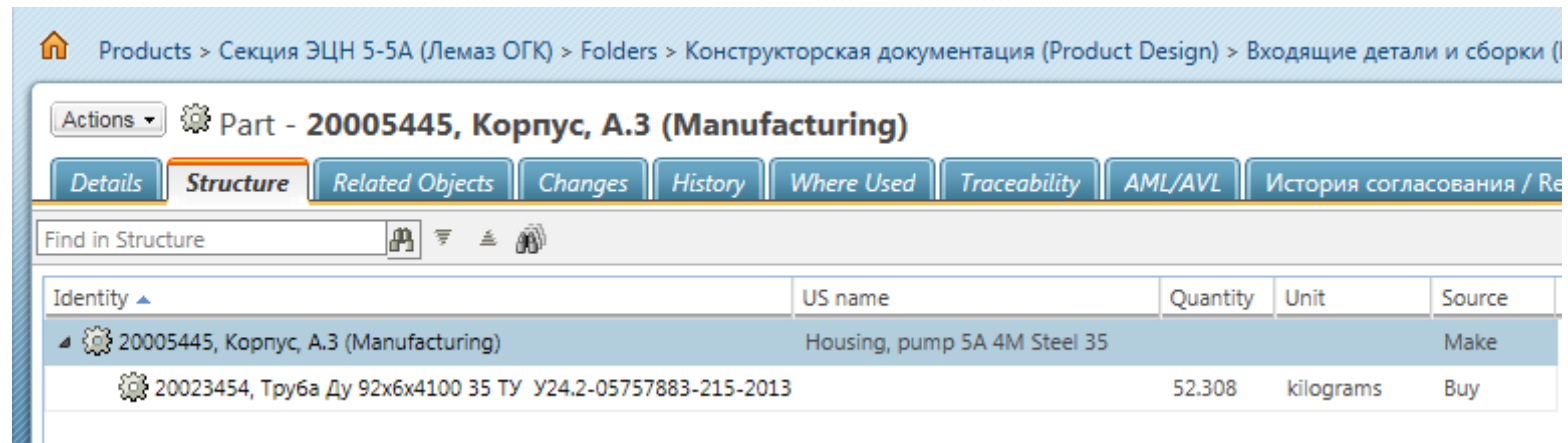 Products > Секция ЭЦН 5-5А (Лемаз ОГК) > Folders > Конструкторская документация (Product Design) > Входящие детали и сборки (
Actions Part - 20005445, Корпус, A.3 (Manufacturing)
Details Structure Related Objects Changes History Where Used Traceability AML/AVL История согласования / Re
Find in Structure
Identity US name Quantity Unit Source
20005445, Корпус, A.3 (Manufacturing) Housing, pump 5A 4M Steel 35 Make
20023454, Труба Ду 92х6х4100 35 ТУ У24.2-05757883-215-2013 52.308 kilograms Buy